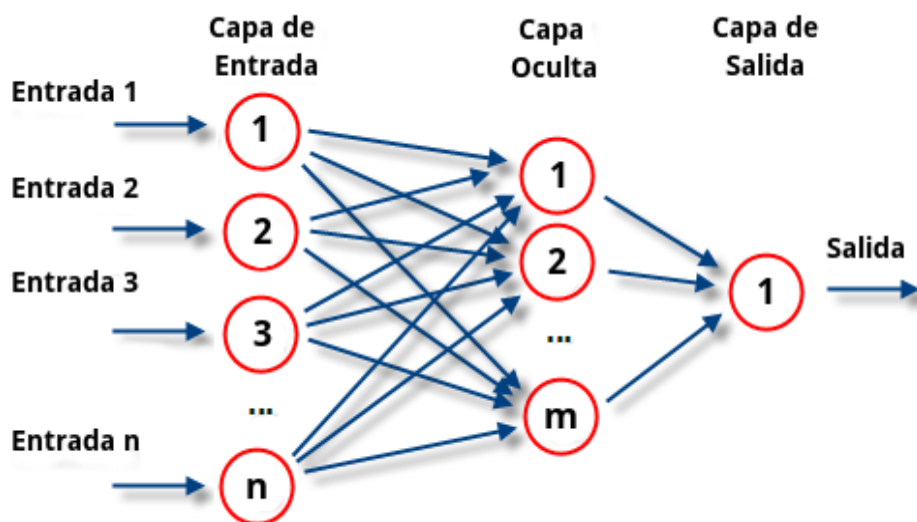 Capa de
Entrada
Capa
Oculta
Capa de
Salida
Entrada 1
1
Entrada 2
2
Entrada 3
3
...
Entrada n
n
1
2
...
m
1
Salida